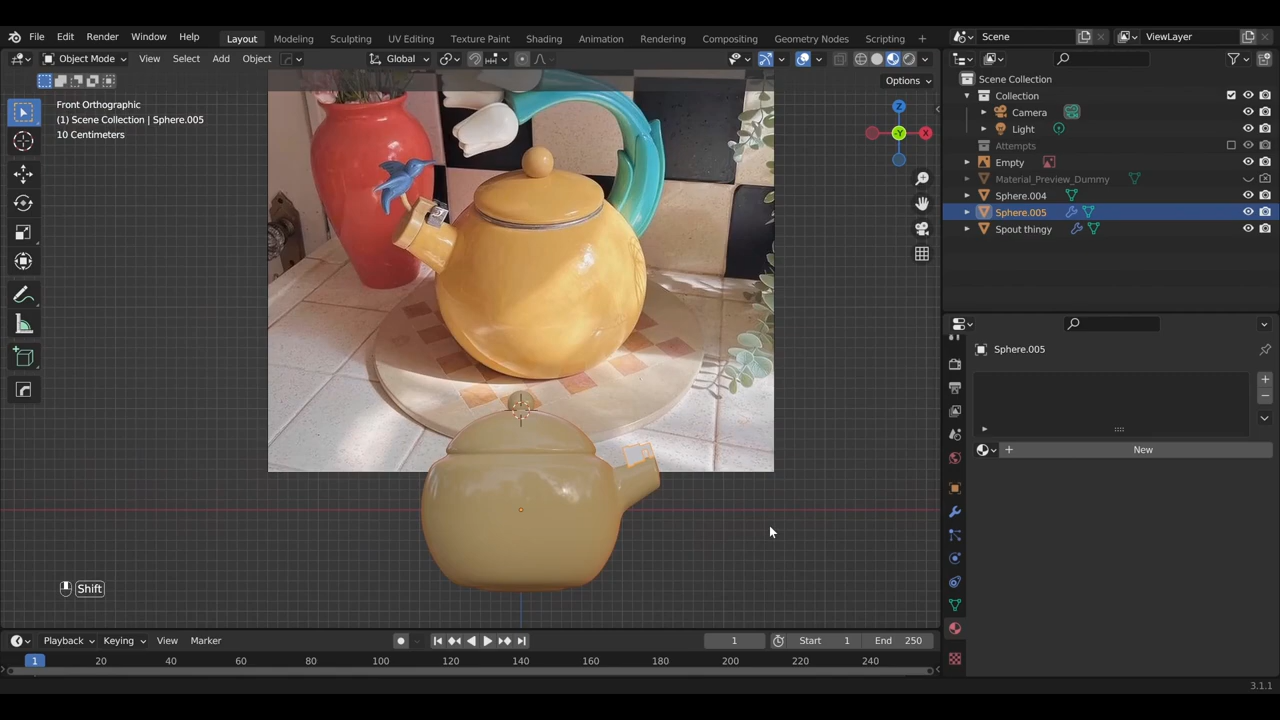 File Edit Render Window Help Layout Modeling Sculpting UV Editing Texture Paint Shading Animation Rendering Compositing Geometry Nodes Scripting Scene ViewLayer
Object Mode View Select Add Object Global
Options
Front Orthographic
(1) Scene Collection | Sphere.005
10 Centimeters
Z
-Y
X
Shift
Scene Collection
Collection
Camera
Light
Attempts
Empty
Material_Preview_Dummy
Sphere.004
Sphere.005
Spout thingy
Sphere.005
New
Playback Keying View Marker 1 Start 1 End 250
1 20 40 60 80 100 120 140 160 180 200 220 240
3.1.1